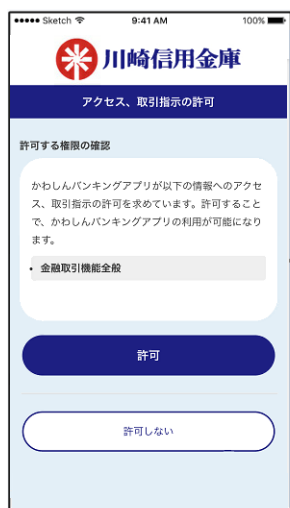 ●●●●● Sketch 9:41 AM 100%
川崎信用金庫
アクセス、取引指示の許可
許可する権限の確認
かわしんバンキングアプリが以下の情報へのアクセ
ス、取引指示の許可を求めています。許可すること
で、かわしんバンキングアプリの利用が可能になり
ます。
• 金融取引機能全般
許可
許可しない